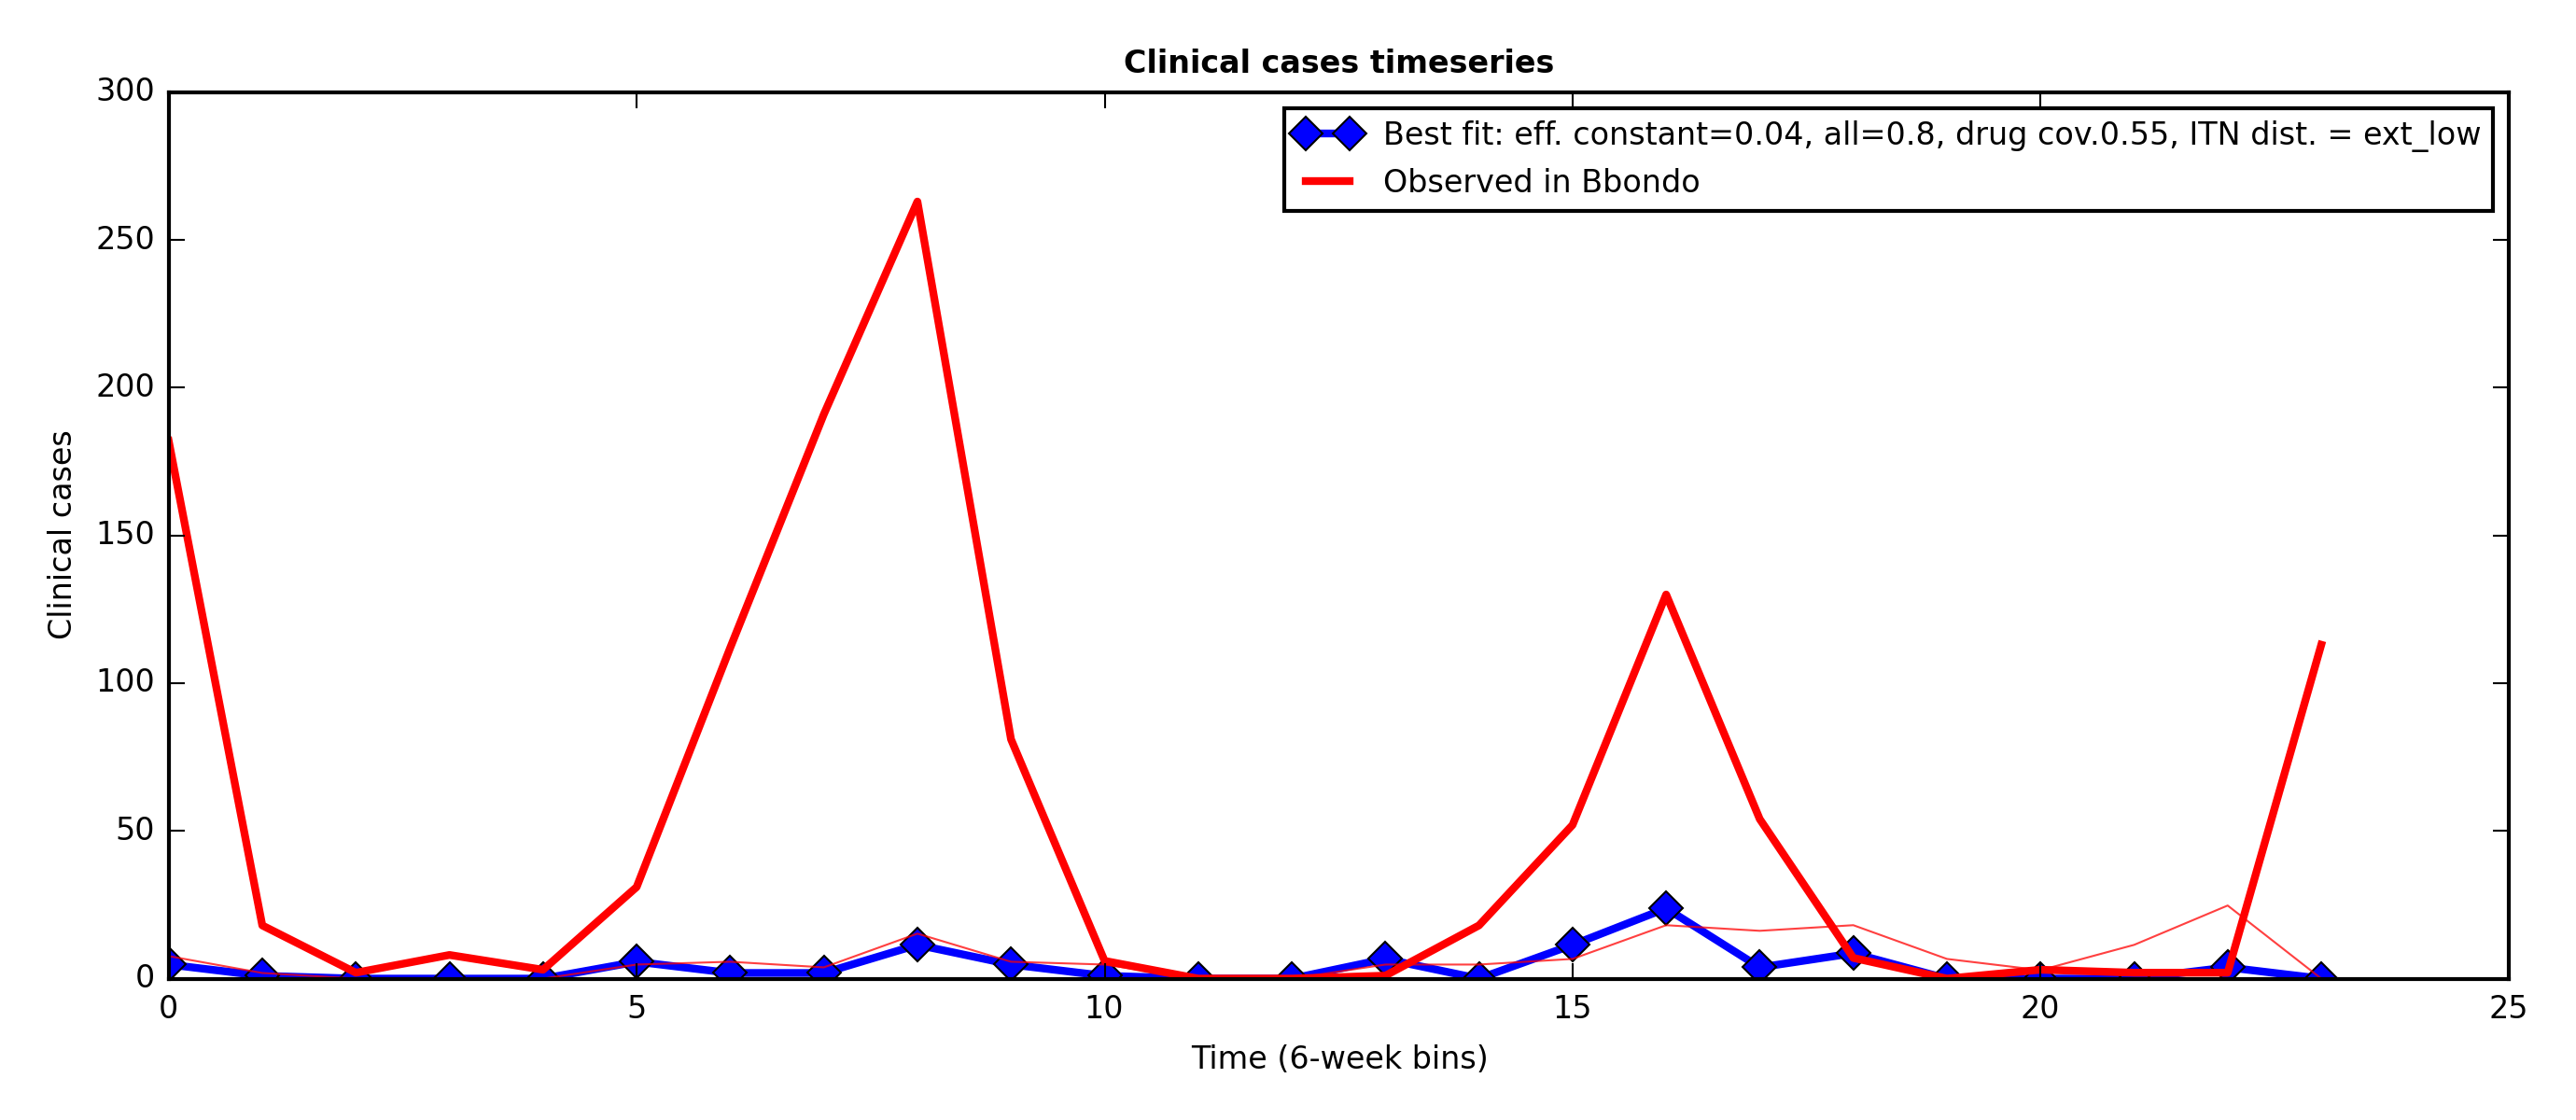 Clinical cases timeseries
300
250
200
150
100
50
0
Clinical cases
Best fit: eff. constant=0.04, all=0.8, drug cov.0.55, ITN dist. = ext_low
Observed in Bbondo
0 5 10 15 20 25
Time (6-week bins)